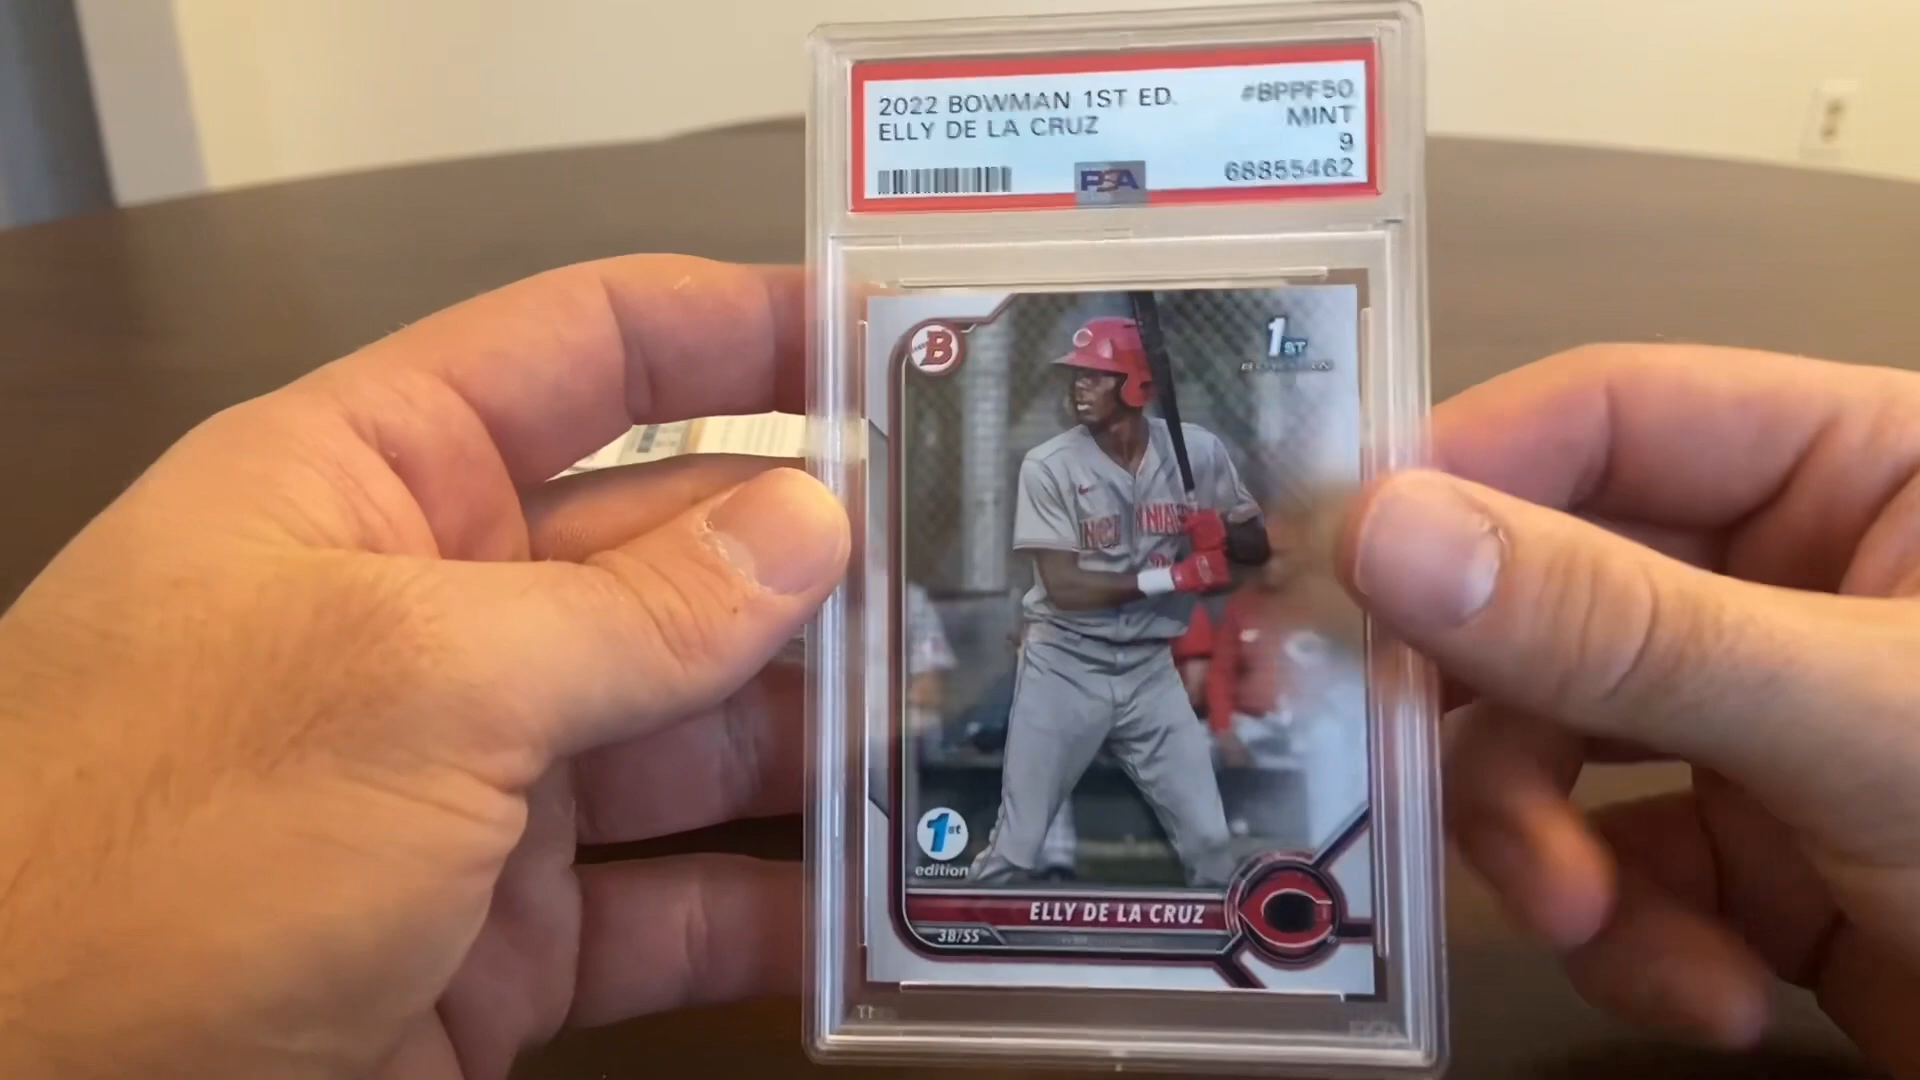 2022 BOWMAN 1ST ED. #BPPF50
ELLY DE LA CRUZ MINT
9
PSA 68855462
B
1ST
BOWMAN
1st
edition
ELLY DE LA CRUZ
3B/SS